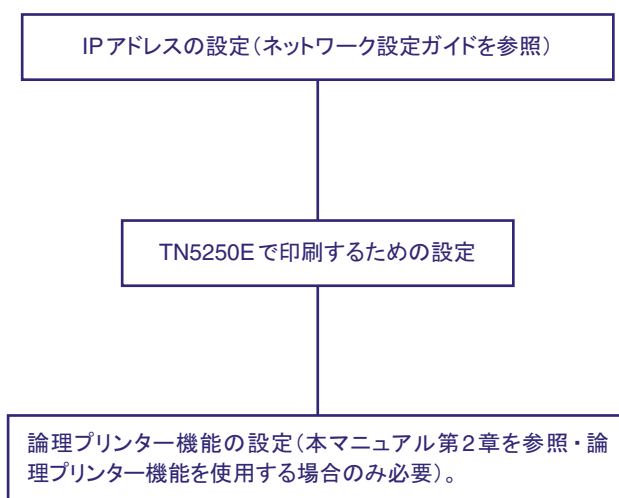 IPアドレスの設定（ネットワーク設定ガイドを参照）
TN5250Eで印刷するための設定
論理プリンター機能の設定（本マニュアル第2章を参照・論
理プリンター機能を使用する場合のみ必要）。